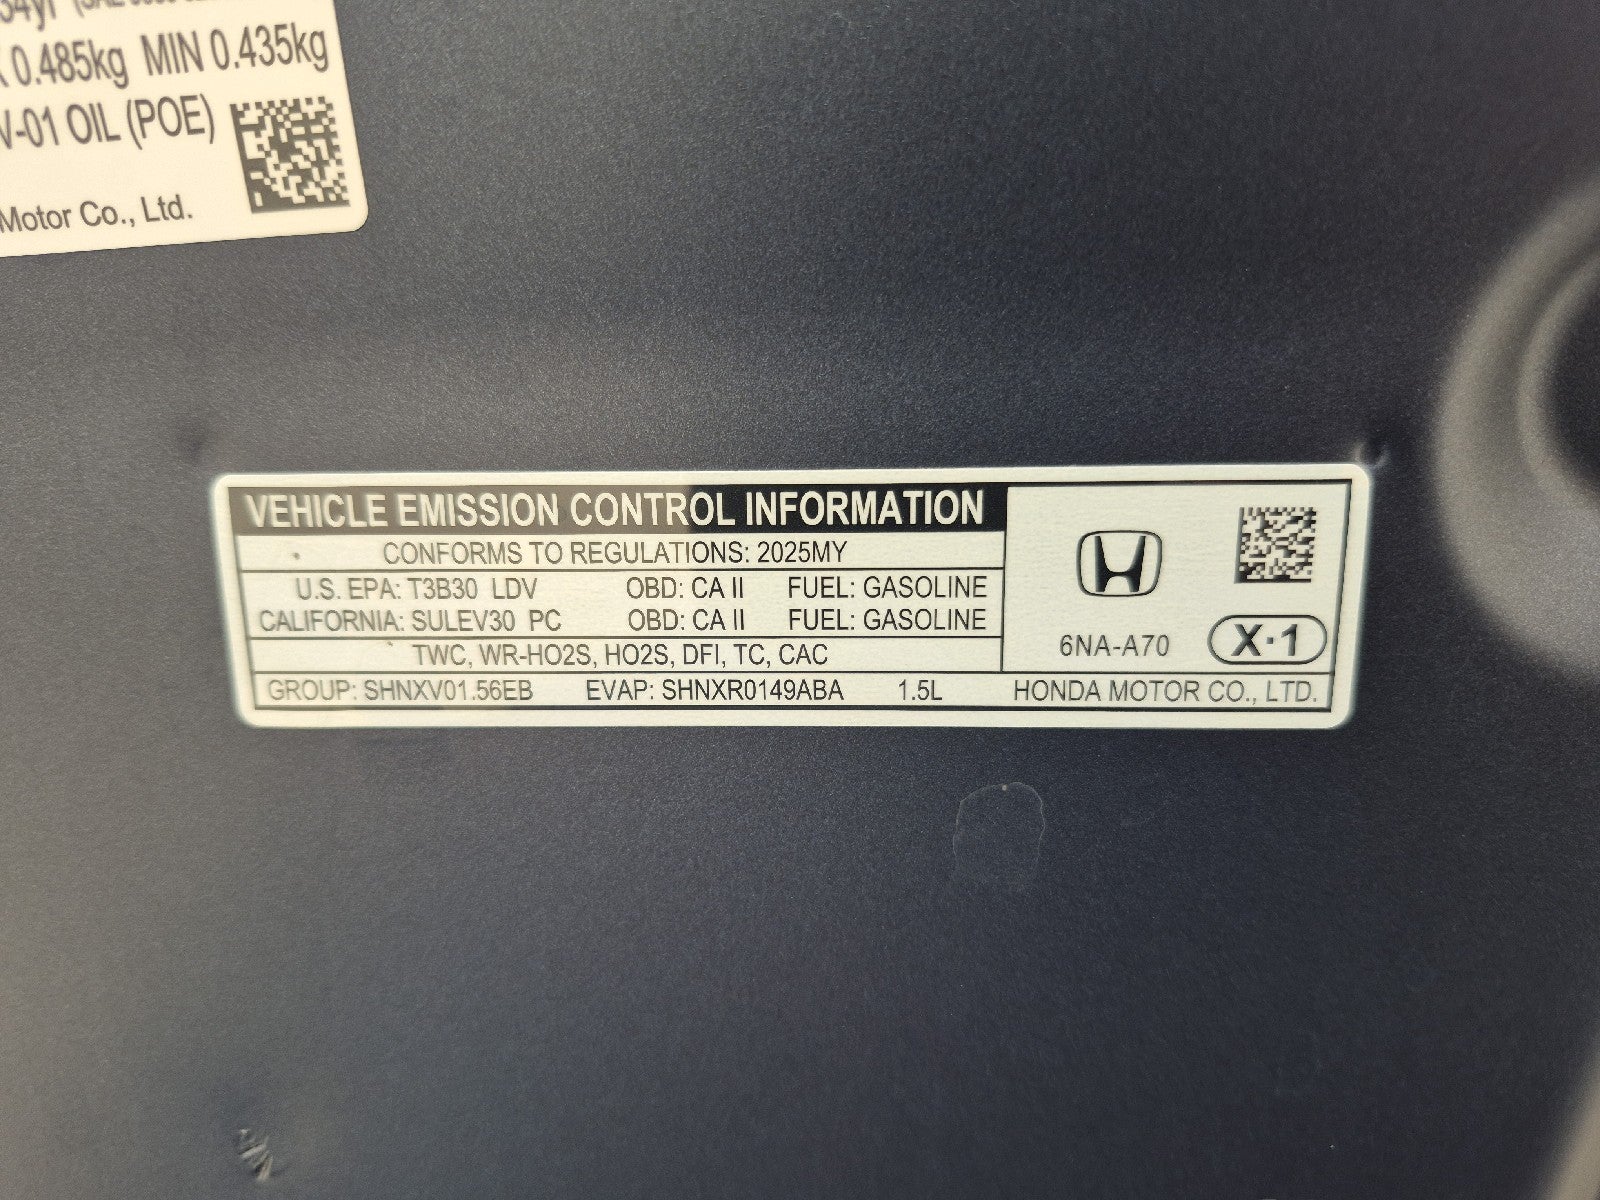 0.485kg MIN 0.435kg
OIL (POE)
Motor Co., Ltd.
VEHICLE EMISSION CONTROL INFORMATION
CONFORMS TO REGULATIONS: 2025MY
U.S. EPA: T3B30 LDV OBD: CA II FUEL: GASOLINE
CALIFORNIA: SULEV30 PC OBD: CA II FUEL: GASOLINE
TWC, WR-HO2S, HO2S, DFI, TC, CAC
GROUP: SHNXV01.56EB EVAP: SHNXR0149ABA 1.5L
6NA-A70 X·1
HONDA MOTOR CO., LTD.